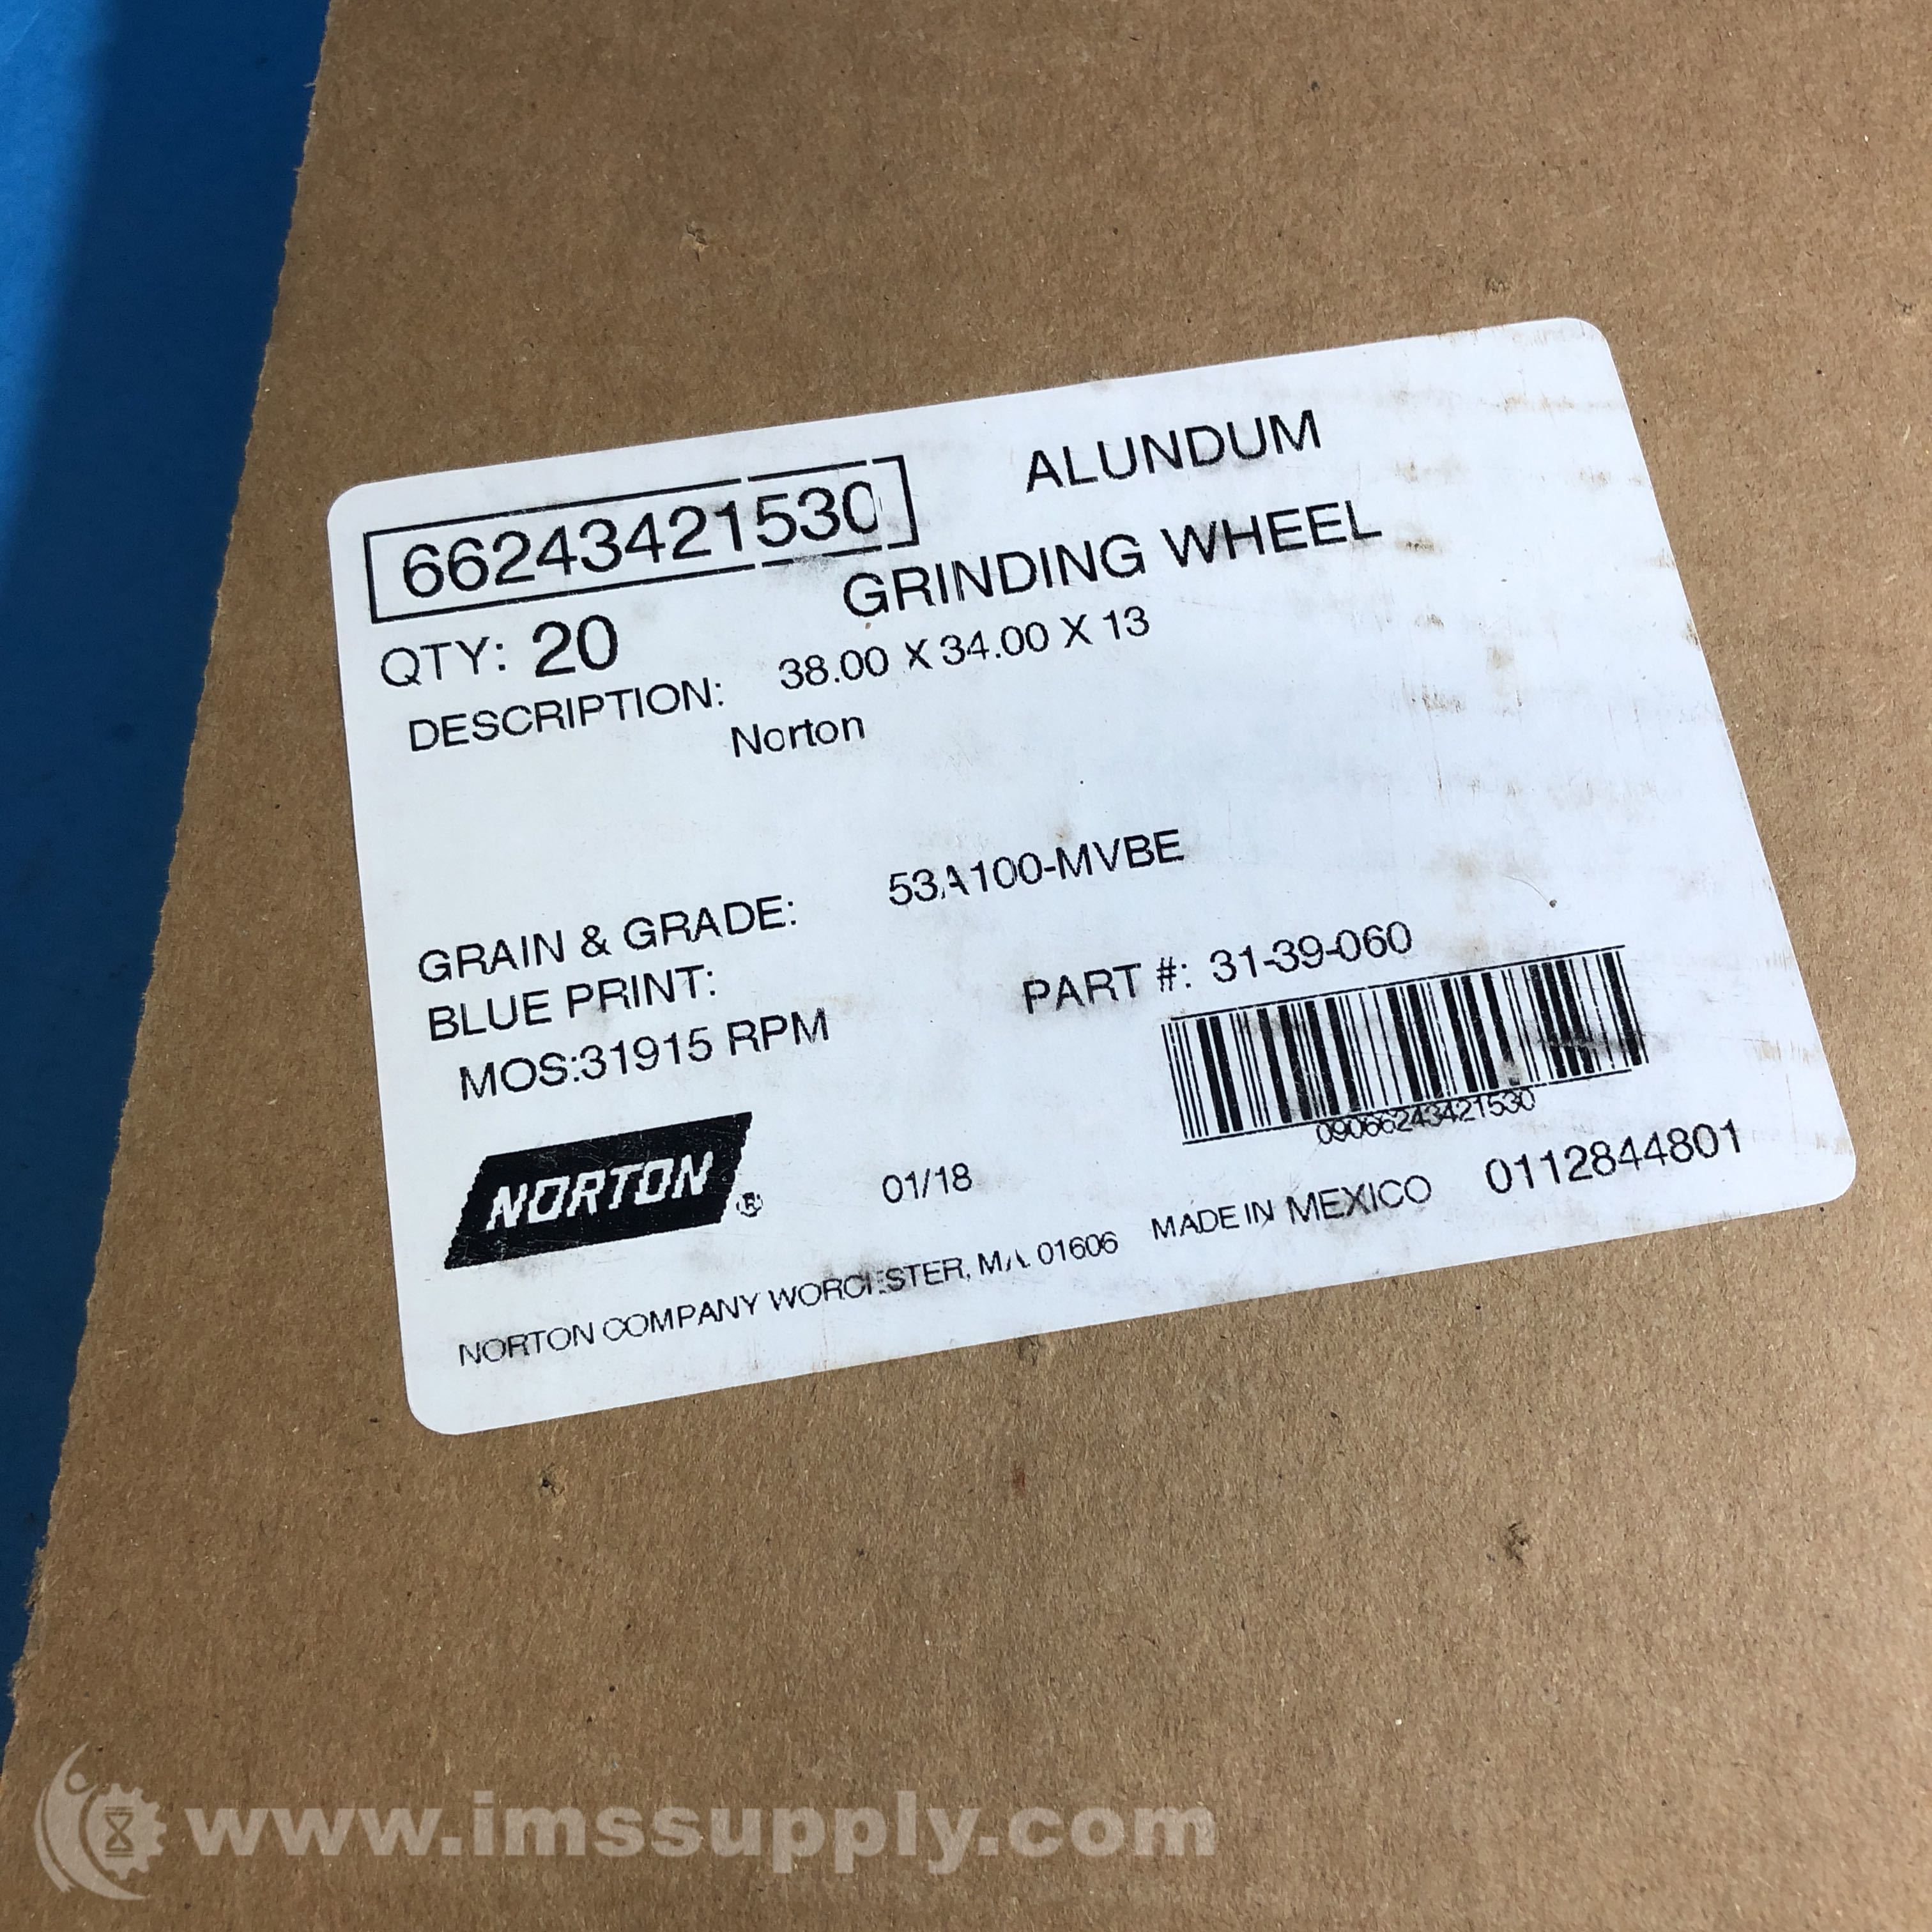 66243421530 ALUNDUM
QTY: 20 GRINDING WHEEL
DESCRIPTION: 38.00 X 34.00 X 13
Norton
GRAIN & GRADE: 53A100-MVBE
BLUE PRINT: PART #: 31-39-060
MOS:31915 RPM
09066243421530
NORTON ® 01/18
NORTON COMPANY WORCESTER, MA 01606 MADE IN MEXICO 0112844801
www.imssupply.com